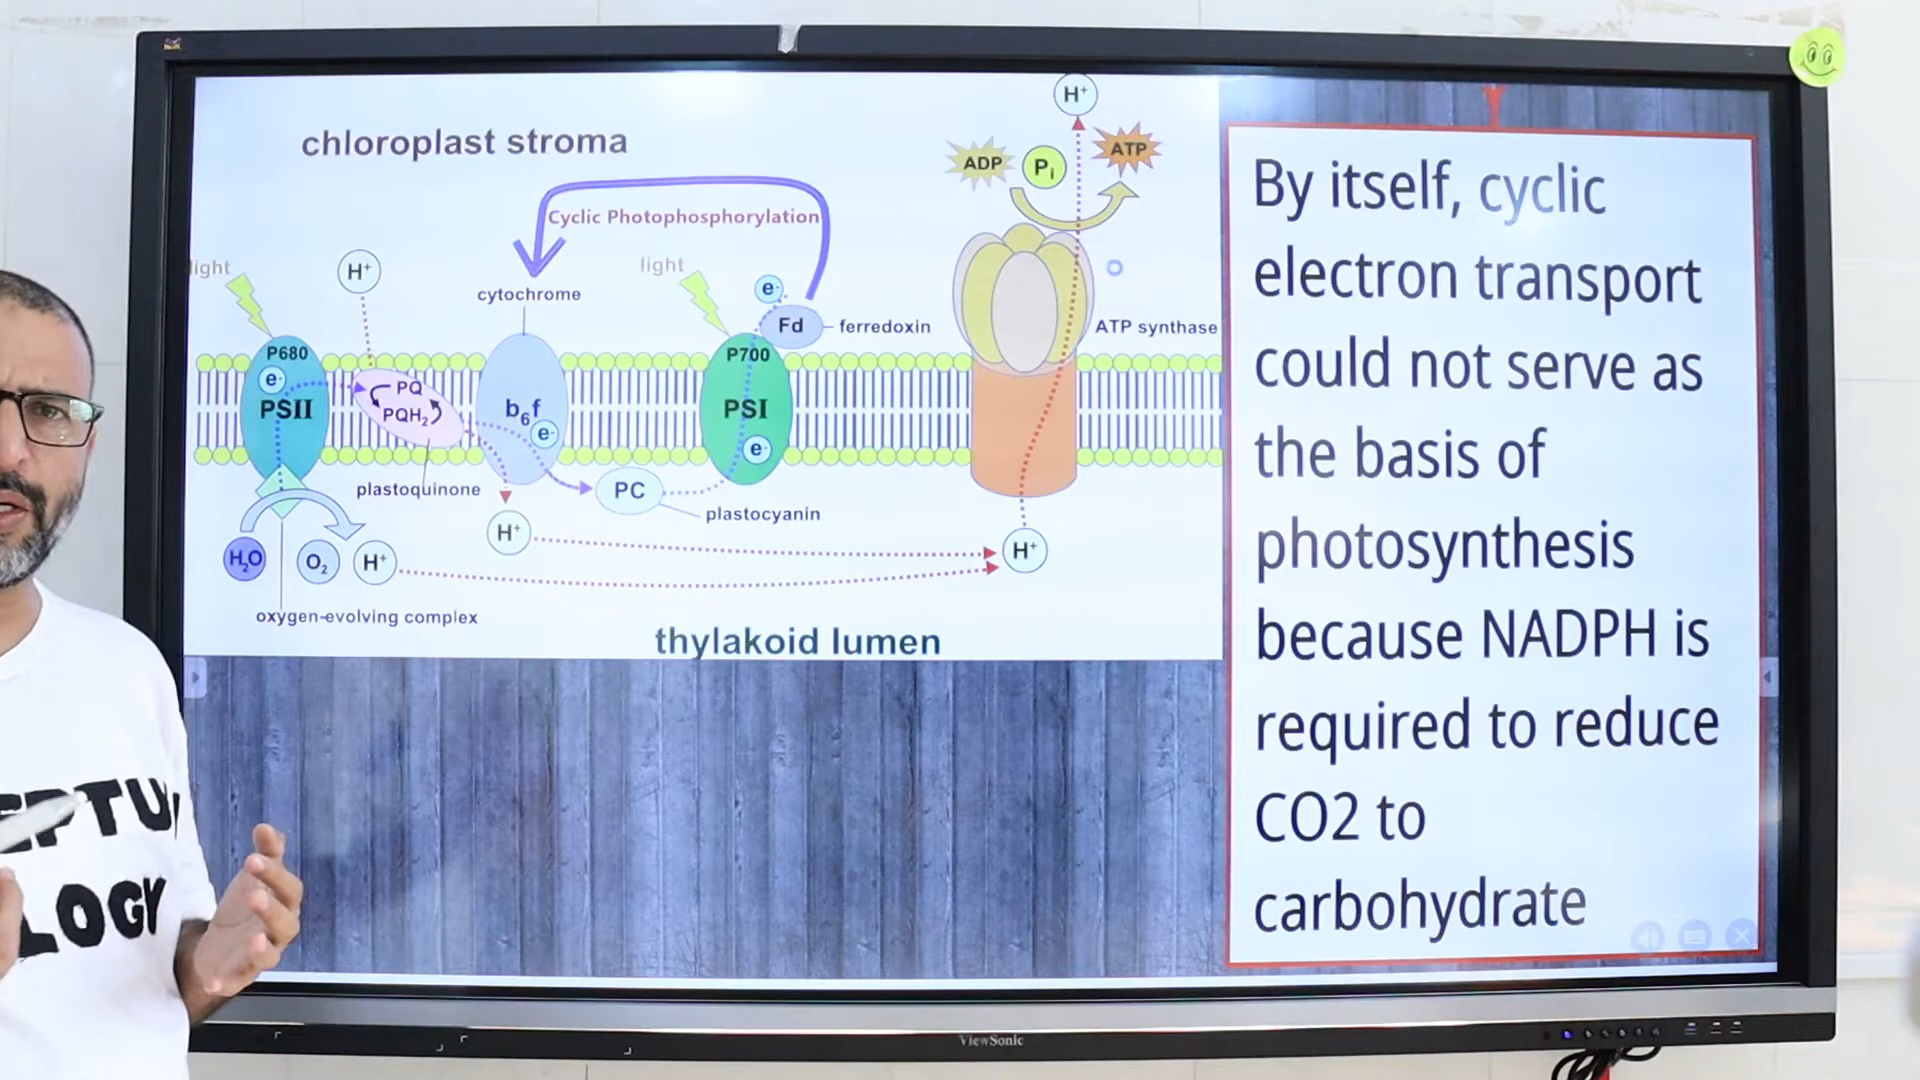 chloroplast stroma
H⁺
ADP
Pi
ATP
Cyclic Photophosphorylation
light
H⁺
light
cytochrome
e-
Fd
ferredoxin
ATP synthase
P680
e-
PSII
PQ
PQH₂
b₆f
e-
P700
PSI
e-
plastoquinone
PC
plastocyanin
H₂O
O₂
H⁺
H⁺
H⁺
oxygen-evolving complex
thylakoid lumen
By itself, cyclic
electron transport
could not serve as
the basis of
photosynthesis
because NADPH is
required to reduce
CO2 to
carbohydrate
EPTU
LOGY
ViewSonic